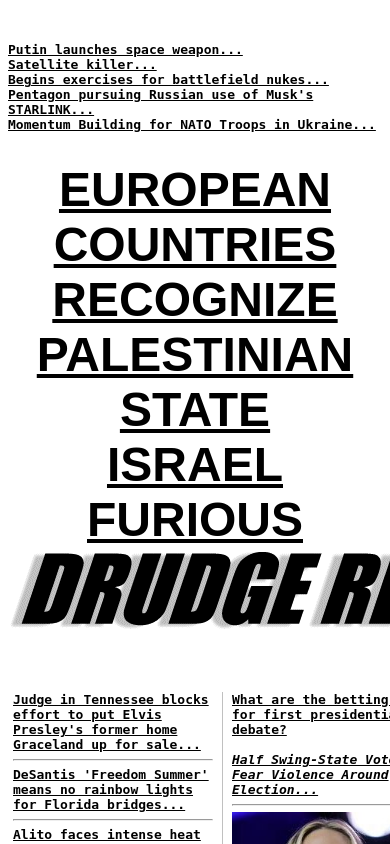 Putin launches space weapon...
Satellite killer...
Begins exercises for battlefield nukes...
Pentagon pursuing Russian use of Musk's
STARLINK...
Momentum Building for NATO Troops in Ukraine...
EUROPEAN
COUNTRIES
RECOGNIZE
PALESTINIAN
STATE
ISRAEL
FURIOUS
DRUDGE
Judge in Tennessee blocks
effort to put Elvis
Presley's former home
Graceland up for sale...
DeSantis 'Freedom Summer'
means no rainbow lights
for Florida bridges...
Alito faces intense heat
What are the betting
for first
debate?
Half Swing-State
Fear Violence Around
Election...